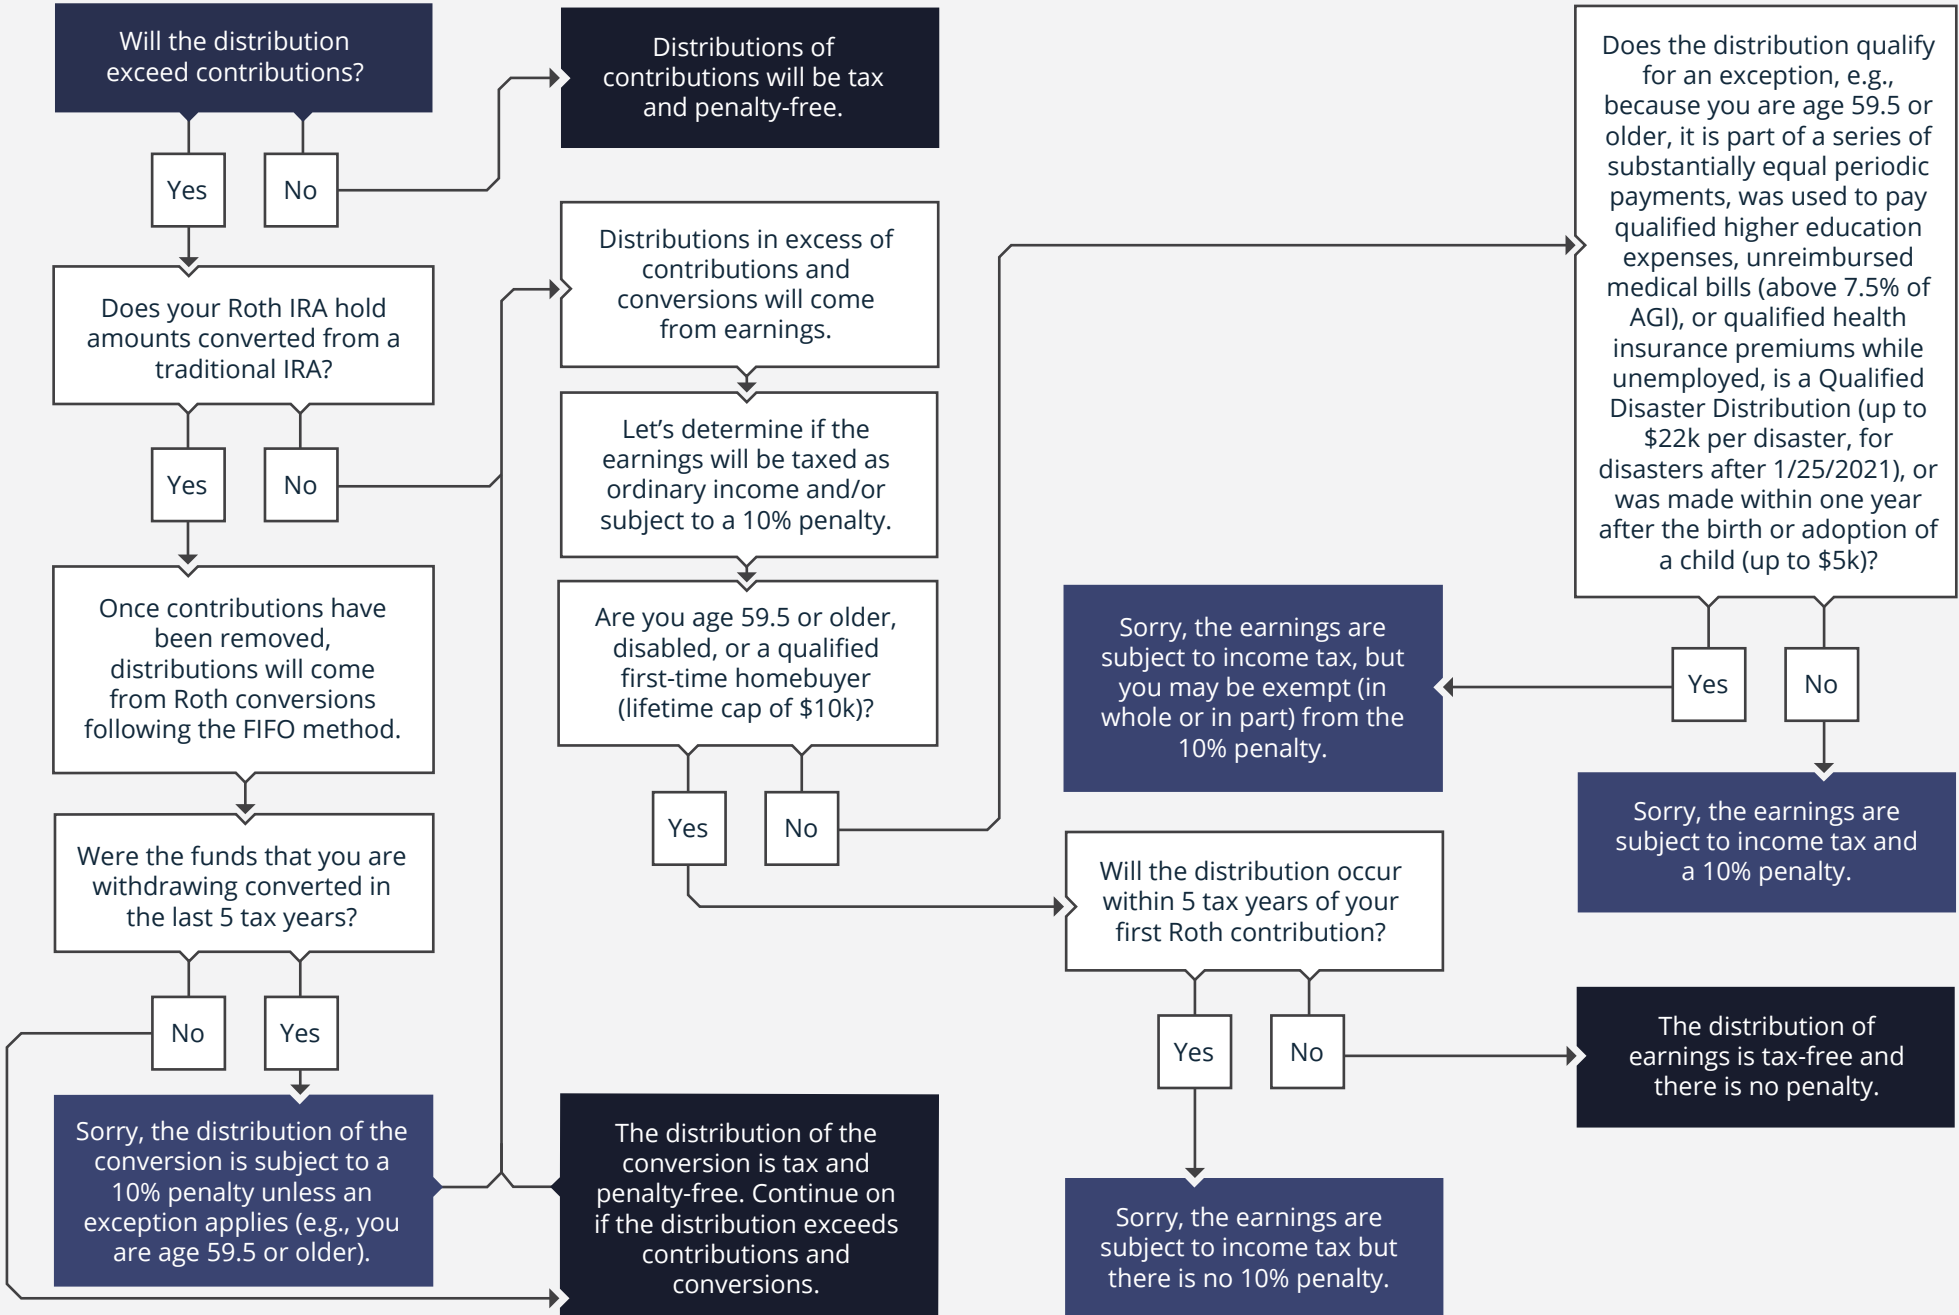 Will the distribution
exceed contributions?
Yes
No
Distributions of
contributions will be tax
and penalty-free.
Does your Roth IRA hold
amounts converted from a
traditional IRA?
Yes
No
Once contributions have
been removed,
distributions will come
from Roth conversions
following the FIFO method.
Were the funds that you are
withdrawing converted in
the last 5 tax years?
No
Yes
Sorry, the distribution of the
conversion is subject to a
10% penalty unless an
exception applies (e.g., you
are age 59.5 or older).
The distribution of the
conversion is tax and
penalty-free. Continue on
if the distribution exceeds
contributions and
conversions.
Distributions in excess of
contributions and
conversions will come
from earnings.
Let’s determine if the
earnings will be taxed as
ordinary income and/or
subject to a 10% penalty.
Are you age 59.5 or older,
disabled, or a qualified
first-time homebuyer
(lifetime cap of $10k)?
Yes
No
Will the distribution occur
within 5 tax years of your
first Roth contribution?
Yes
No
Sorry, the earnings are
subject to income tax but
there is no 10% penalty.
The distribution of
earnings is tax-free and
there is no penalty.
Does the distribution qualify
for an exception, e.g.,
because you are age 59.5 or
older, it is part of a series of
substantially equal periodic
payments, was used to pay
qualified higher education
expenses, unreimbursed
medical bills (above 7.5% of
AGI), or qualified health
insurance premiums while
unemployed, is a Qualified
Disaster Distribution (up to
$22k per disaster, for
disasters after 1/25/2021), or
was made within one year
after the birth or adoption of
a child (up to $5k)?
Yes
No
Sorry, the earnings are
subject to income tax, but
you may be exempt (in
whole or in part) from the
10% penalty.
Sorry, the earnings are
subject to income tax and
a 10% penalty.